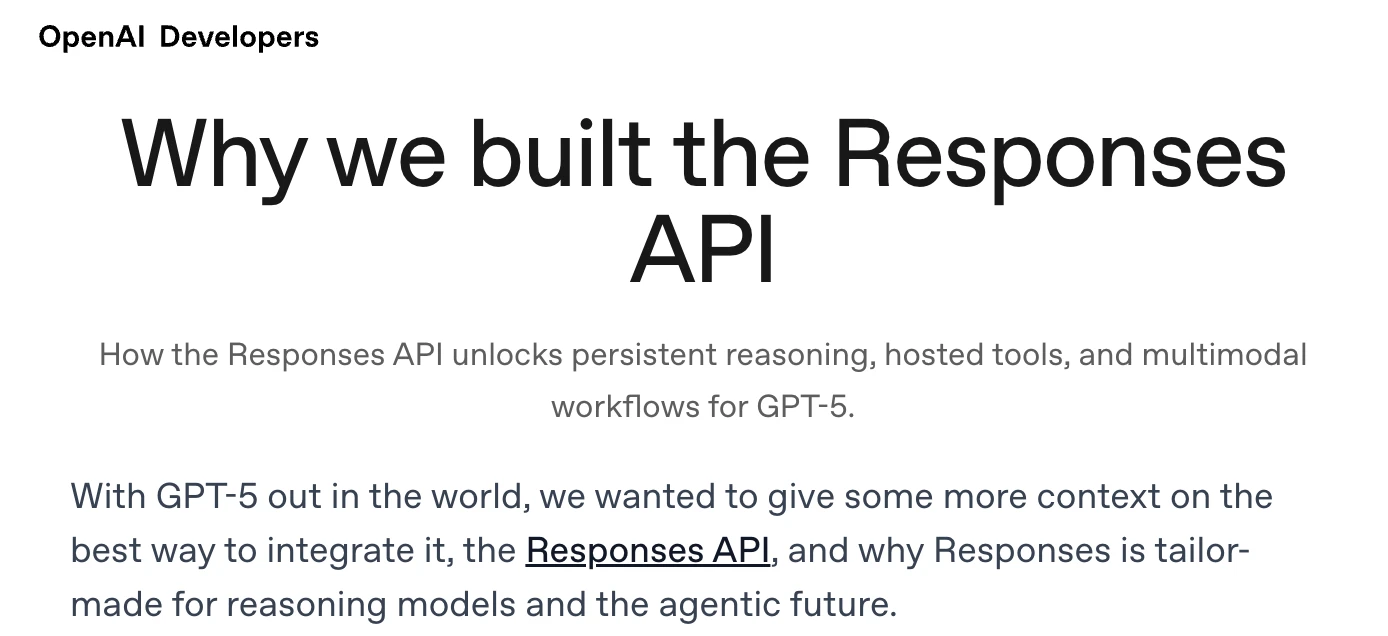 OpenAI Developers
Why we built the Responses
API
How the Responses API unlocks persistent reasoning, hosted tools, and multimodal
workflows for GPT-5.
With GPT-5 out in the world, we wanted to give some more context on the
best way to integrate it, the Responses API, and why Responses is tailor-
made for reasoning models and the agentic future.